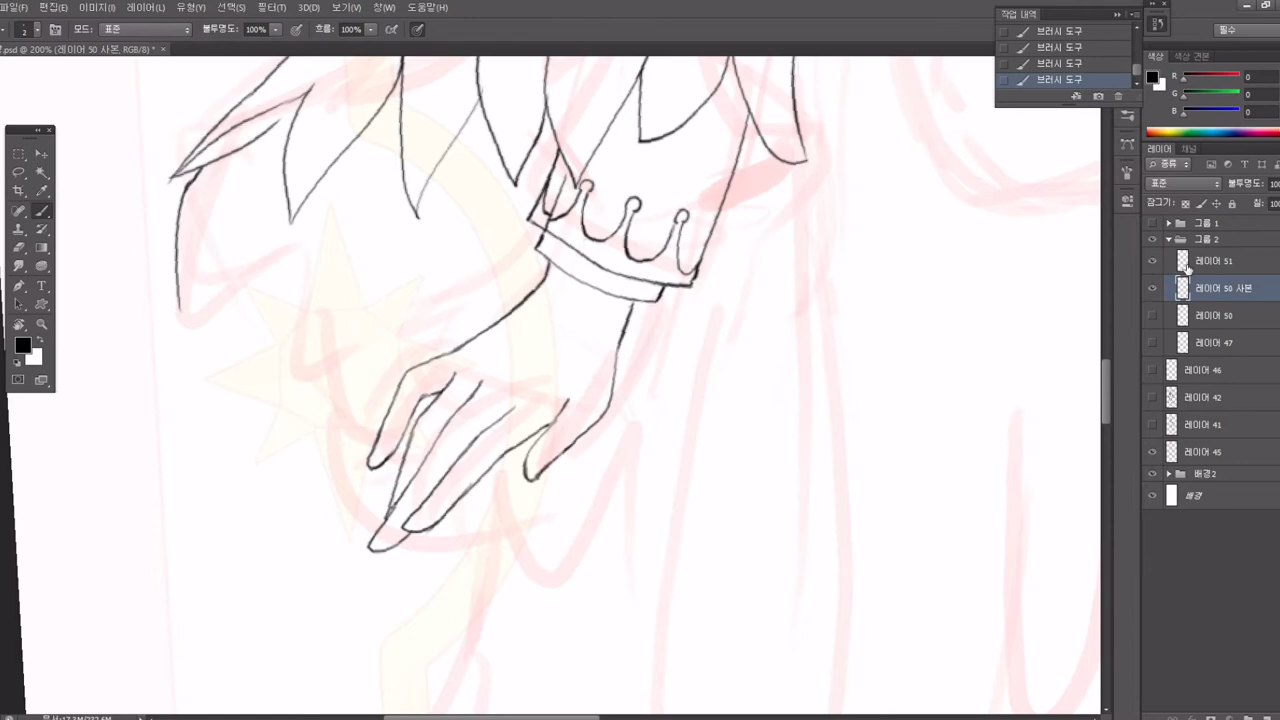 파일(F) 편집(E) 이미지(I) 레이어(L) 유형(Y) 선택(S) 필터(T) 3D(D) 보기(V) 창(W) 도움말(H)
2 모드: 표준 불투명도: 100% 흐름: 100%
필수
.psd @ 200% (레이어 50 사본, RGB/8) *
작업 내역
브러시 도구
브러시 도구
브러시 도구
브러시 도구
색상 색상 견본
R 0
G 0
B 0
레이어 채널
종류
표준 불투명도: 100
잠그기: 칠: 100
그룹 1
그룹 2
레이어 51
레이어 50 사본
레이어 50
레이어 47
레이어 46
레이어 42
레이어 41
레이어 45
배경2
배경